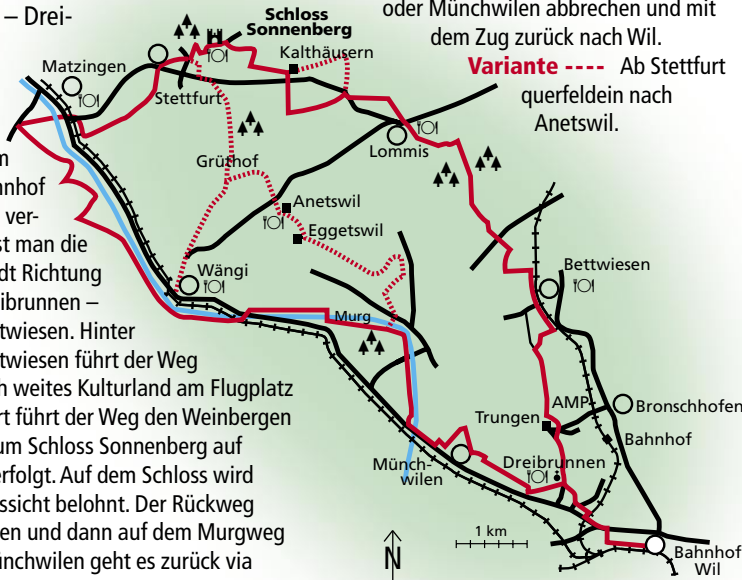 – Drei-
oder Münchwilen abbrechen und mit
dem Zug zurück nach Wil.
Variante ---- Ab Stettfurt
querfeldein nach
Anetswil.
Schloss
Sonnenberg
Kalthäusern
Matzingen
Stettfurt
Lommis
Grüthof
Anetswil
Eggetswil
Wängi
Bettwiesen
Murg
AMP
Bronschhofen
Trungen
Bahnhof
Münch-
wilen
Dreibrunnen
1 km
N
Bahnhof
Wil
ver-
st man die
dt Richtung
eibrunnen –
ttwiesen. Hinter
ttwiesen führt der Weg
h weites Kulturland am Flugplatz
rt führt der Weg den Weinbergen
um Schloss Sonnenberg auf
erfolgt. Auf dem Schloss wird
ssicht belohnt. Der Rückweg
en und dann auf dem Murgweg
ünchwilen geht es zurück via